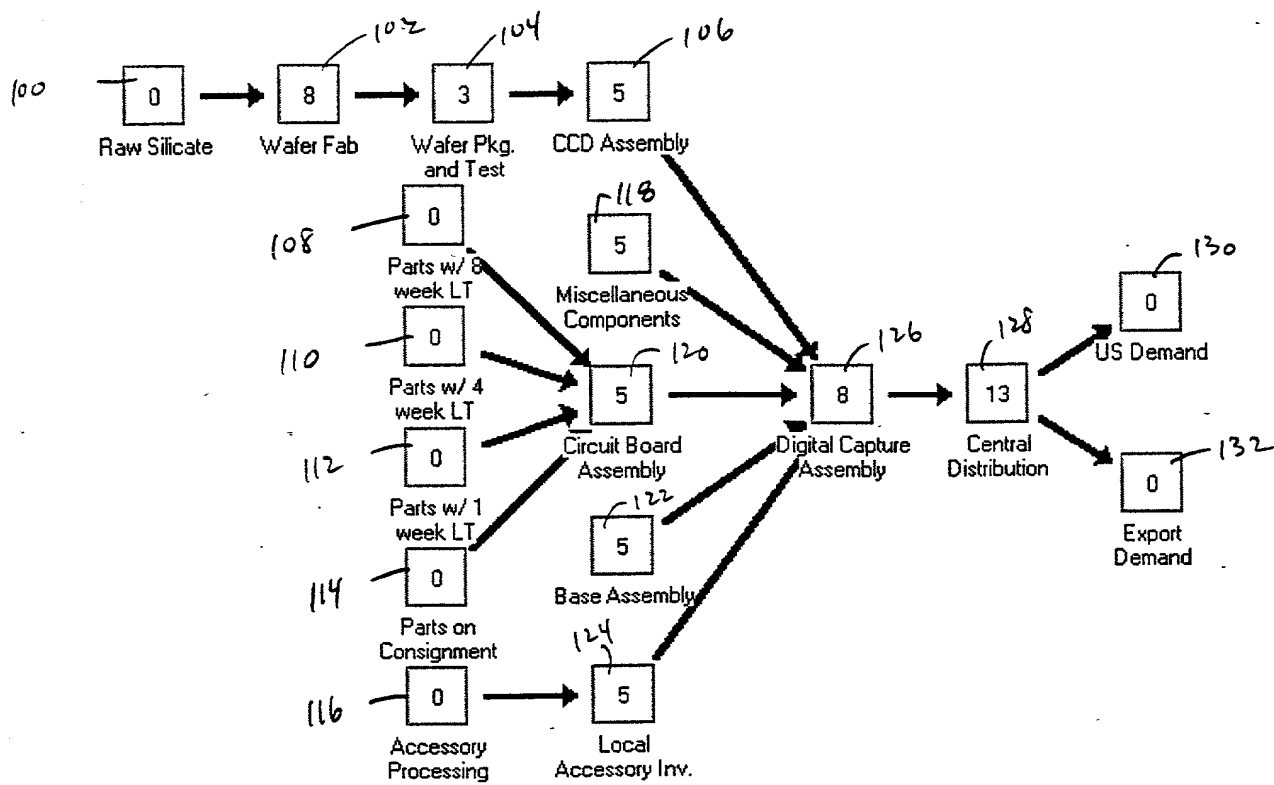 102
104
106
100
0
8
3
5
Raw Silicate
Wafer Fab
Wafer Pkg.
and Test
CCD Assembly
108
0
118
5
Parts w/ 8
week LT
Miscellaneous
Components
130
0
US Demand
110
0
Parts w/ 4
week LT
120
5
Circuit Board
Assembly
126
8
Digital Capture
Assembly
128
13
Central
Distribution
132
0
Export
Demand
112
0
Parts w/ 1
week LT
122
5
Base Assembly
114
0
Parts on
Consignment
124
5
Local
Accessory Inv.
116
0
Accessory
Processing